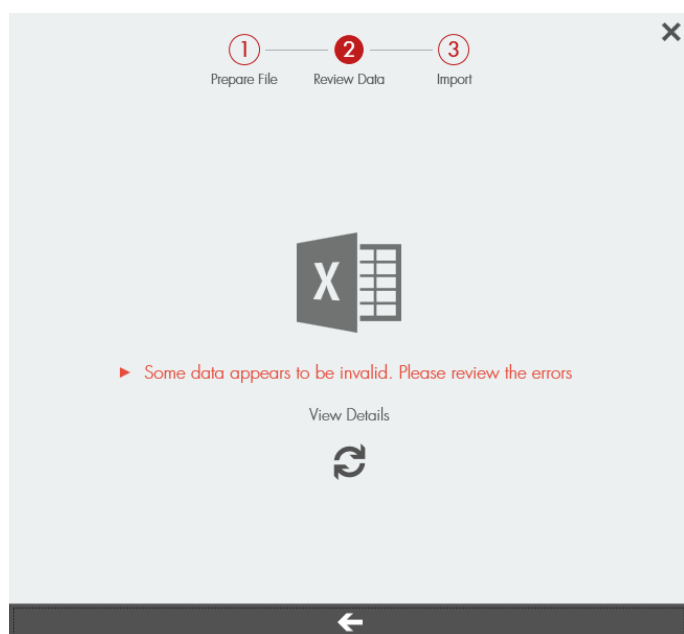 1 2 3
Prepare File Review Data Import
X
Some data appears to be invalid. Please review the errors
View Details